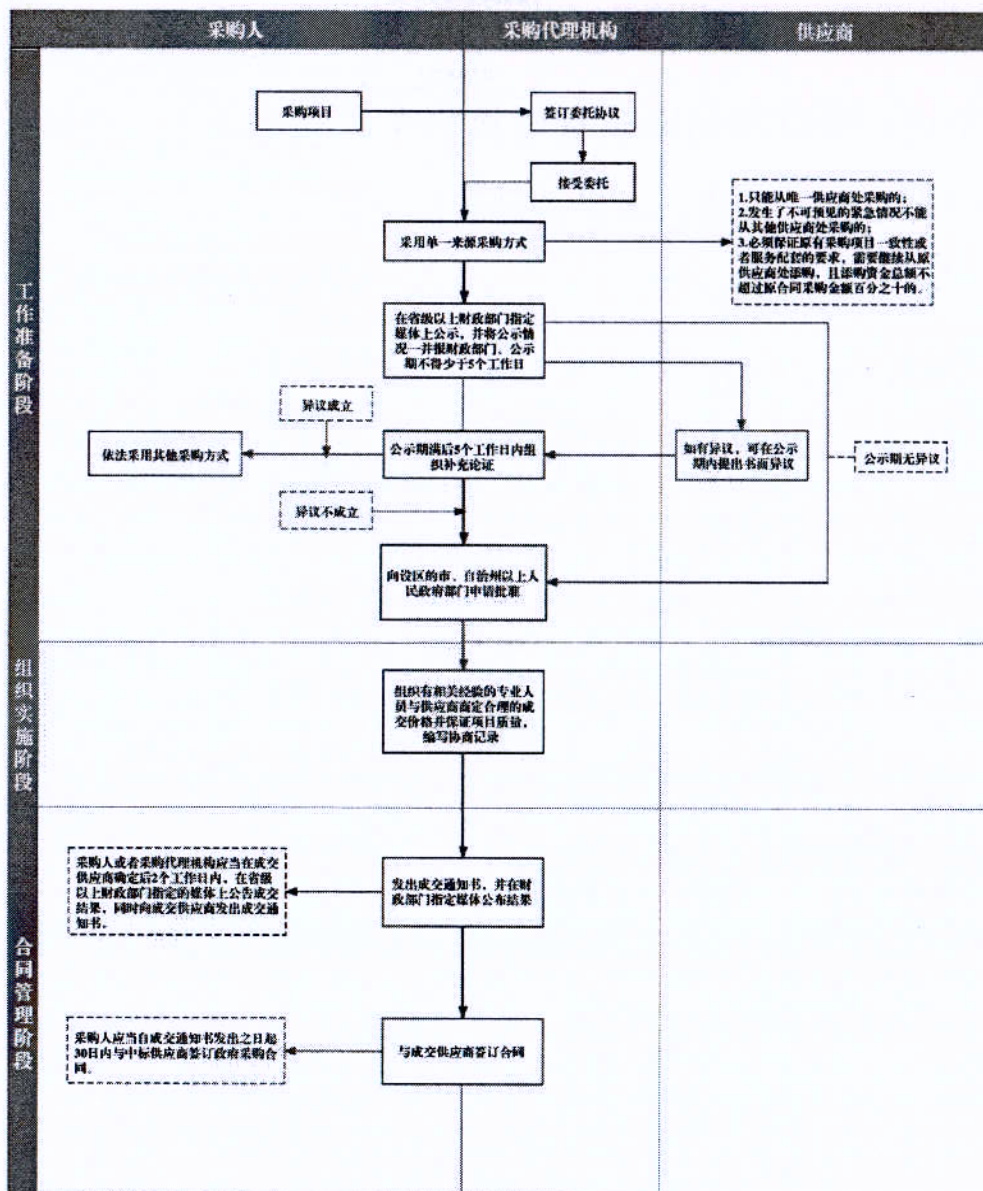 采购人
采购代理机构
供应商
工作准备阶段
采购项目
签订委托协议
接受委托
采用单一来源采购方式
1.只能从唯一供应商处采购的；
2.发生了不可预见的紧急情况不能
从其他供应商处采购的；
3.必须保证原有采购项目一致性或
者服务配套的要求，需要继续从原
供应商处添购，且添购资金总额不
超过原合同采购金额百分之十的。
在省级以上财政部门指定
媒体上公示，并将公示情
况一并报财政部门。公示
期不得少于5个工作日
异议成立
依法采用其他采购方式
公示期满后5个工作日内组
织补充论证
如有异议，可在公示
期内提出书面异议
公示期无异议
异议不成立
向设区的市、自治州以上人
民政府部门申请批准
组织实施阶段
组织有相关经验的专业人
员与供应商商定合理的成
交价格并保证项目质量，
编写协商记录
合同管理阶段
采购人或者采购代理机构应当在成交
供应商确定后2个工作日内，在省级
以上财政部门指定的媒体上公告成交
结果，同时向成交供应商发出成交通
知书。
发出成交通知书，并在财
政部门指定媒体公布结果
采购人应当自成交通知书发出之日起
30日内与中标供应商签订政府采购合
同。
与成交供应商签订合同